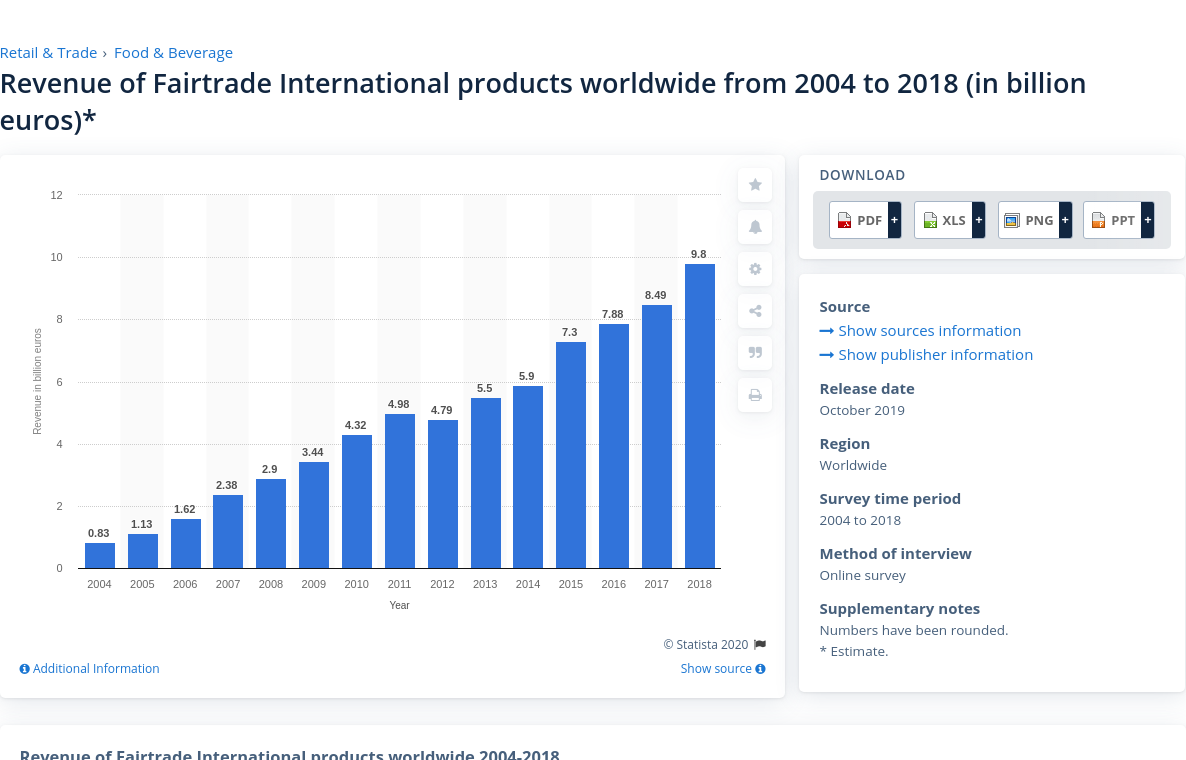 Retail & Trade › Food & Beverage
Revenue of Fairtrade International products worldwide from 2004 to 2018 (in billion
euros)*
12
10
8
6
4
2
0
Revenue in billion euros
0.83
1.13
1.62
2.38
2.9
3.44
4.32
4.98
4.79
5.5
5.9
7.3
7.88
8.49
9.8
2004 2005 2006 2007 2008 2009 2010 2011 2012 2013 2014 2015 2016 2017 2018
Year
© Statista 2020
Additional Information
Show source
DOWNLOAD
PDF + XLS + PNG + PPT +
Source
Show sources information
Show publisher information
Release date
October 2019
Region
Worldwide
Survey time period
2004 to 2018
Method of interview
Online survey
Supplementary notes
Numbers have been rounded.
* Estimate.
Revenue of Fairtrade International products worldwide 2004-2018